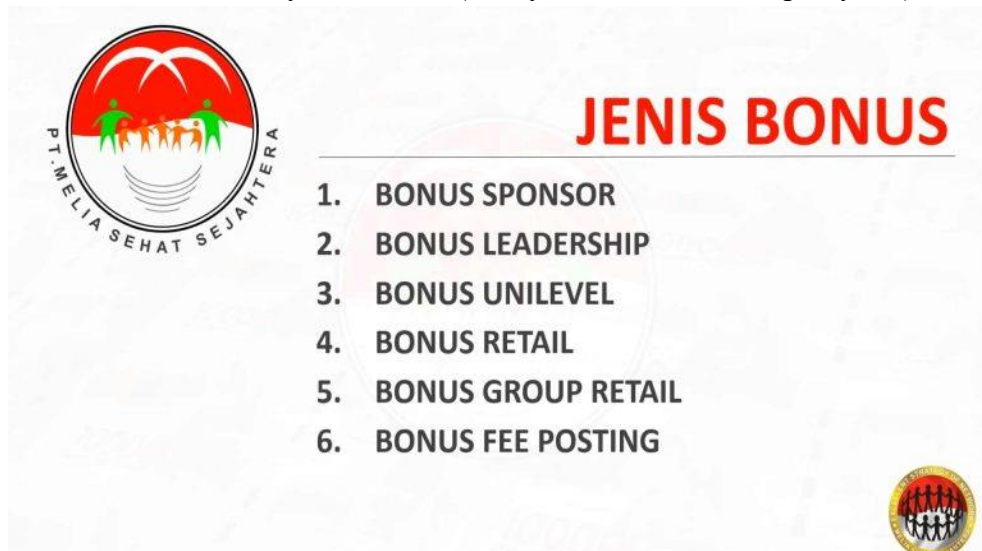 PT. MELIA SEHAT SEJAHTERA
JENIS BONUS
1. BONUS SPONSOR
2. BONUS LEADERSHIP
3. BONUS UNILEVEL
4. BONUS RETAIL
5. BONUS GROUP RETAIL
6. BONUS FEE POSTING